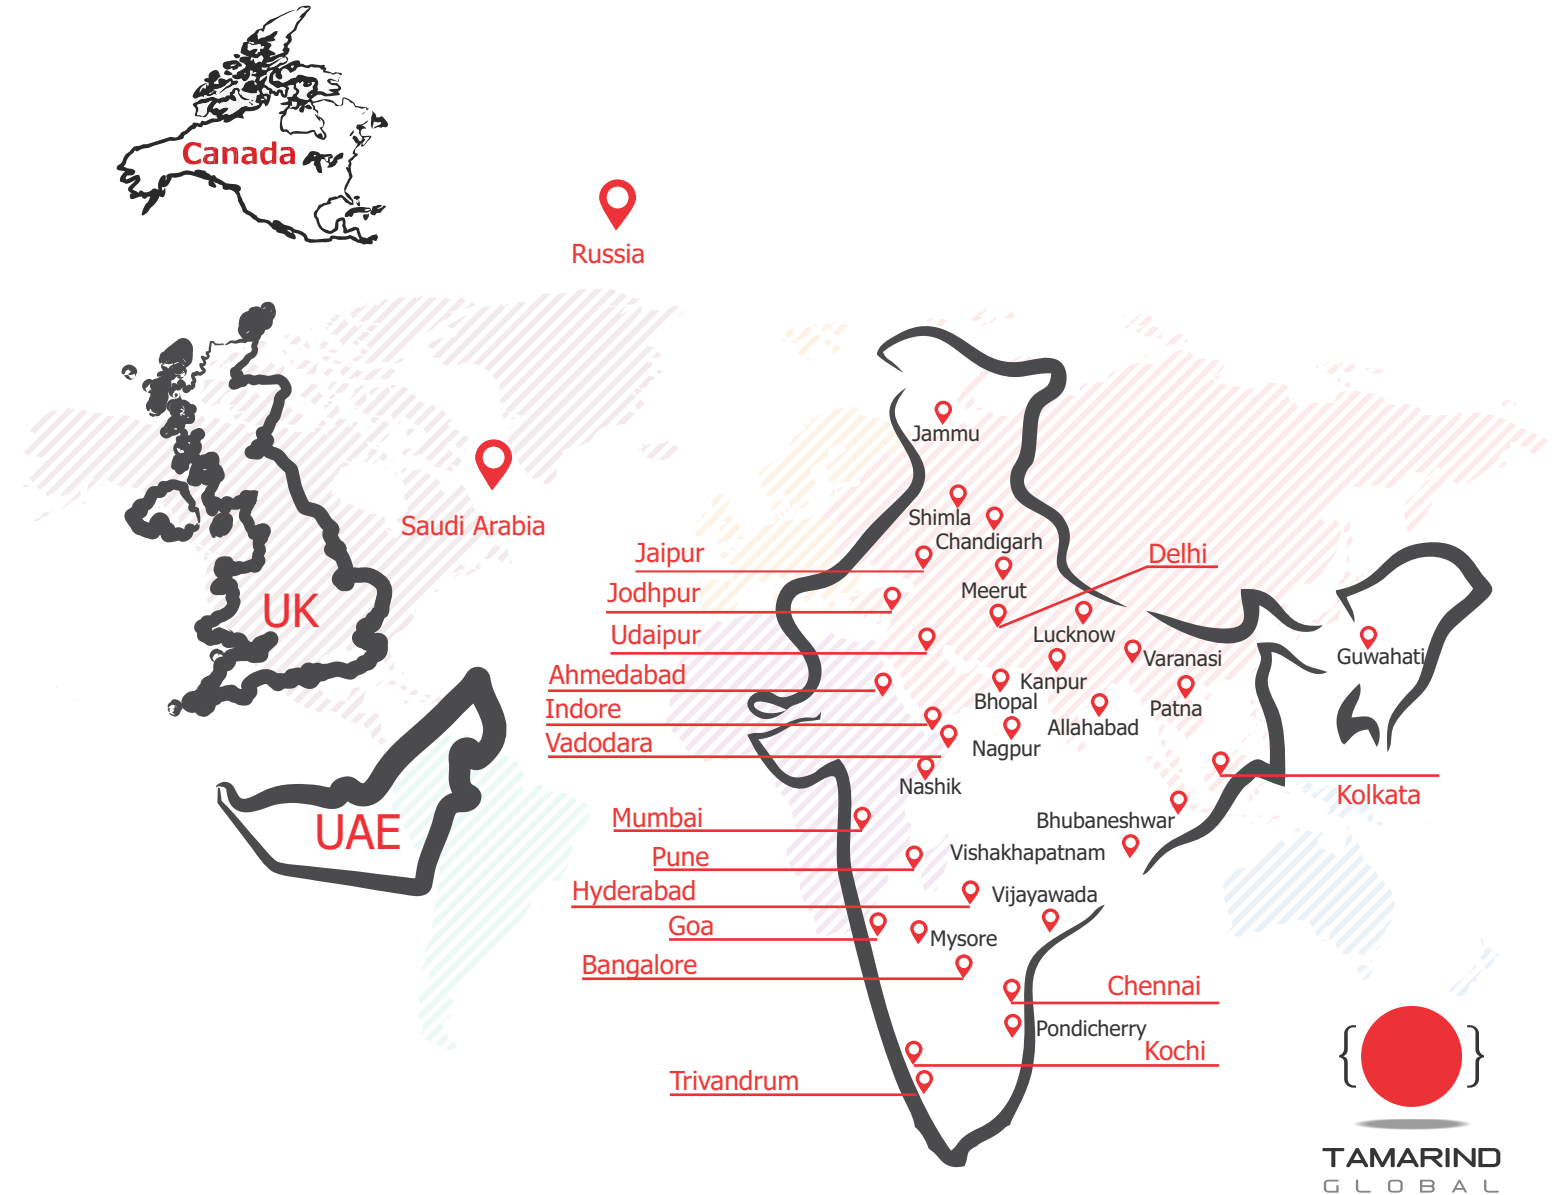 Canada
Russia
Jammu
Saudi Arabia
Shimla
Chandigarh
Jaipur
Delhi
Meerut
Jodhpur
UK
Udaipur
Lucknow
Varanasi
Guwahati
Ahmedabad
Kanpur
Bhopal
Patna
Indore
Allahabad
Vadodara
Nagpur
Nashik
Kolkata
Mumbai
Bhubaneshwar
UAE
Pune
Vishakhapatnam
Hyderabad
Vijayawada
Goa
Mysore
Bangalore
Chennai
Pondicherry
Kochi
Trivandrum
TAMARIND
GLOBAL